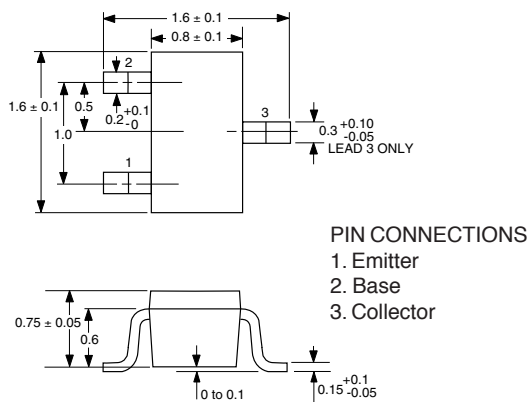 1.6 ± 0.1
0.8 ± 0.1
2
1.6 ± 0.1
0.5
1.0
0.2 +0.1
-0
3
0.3 +0.10
-0.05
LEAD 3 ONLY
1
PIN CONNECTIONS
1. Emitter
2. Base
3. Collector
0.75 ± 0.05
0.6
0 to 0.1
0.15 +0.1
-0.05